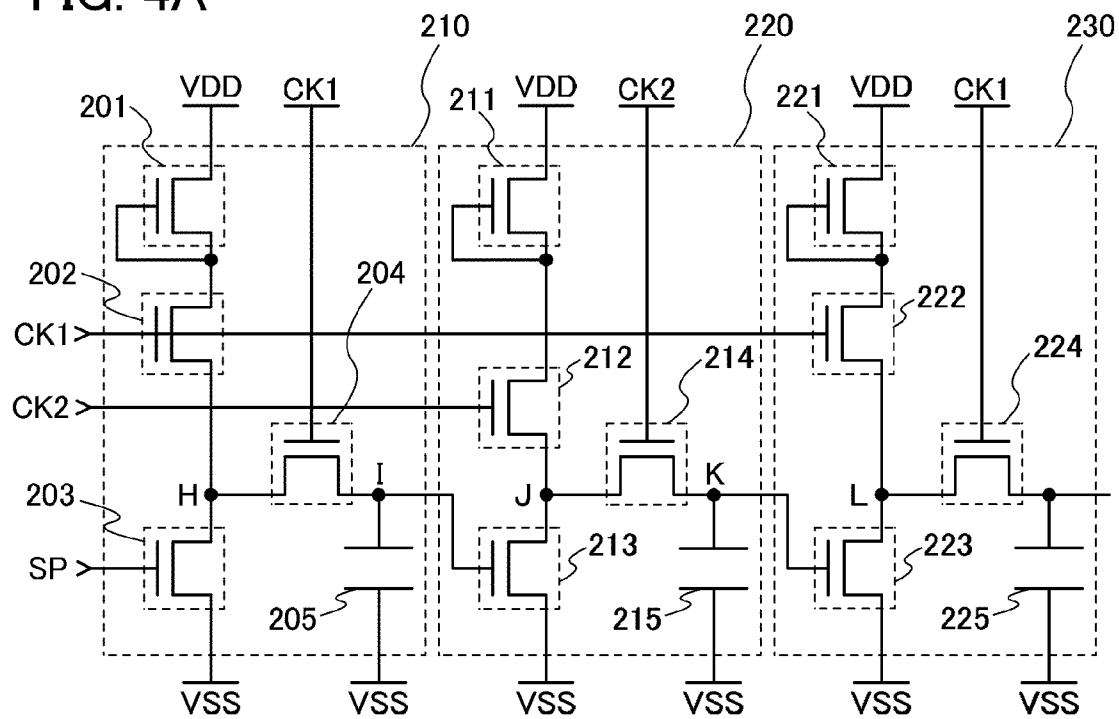 FIG. 4A
210
220
230
VDD
CK1
VDD
CK2
VDD
CK1
201
211
221
202
204
222
CK1
212
214
224
CK2
H
I
J
K
L
203
213
223
SP
205
215
225
VSS
VSS
VSS
VSS
VSS
VSS